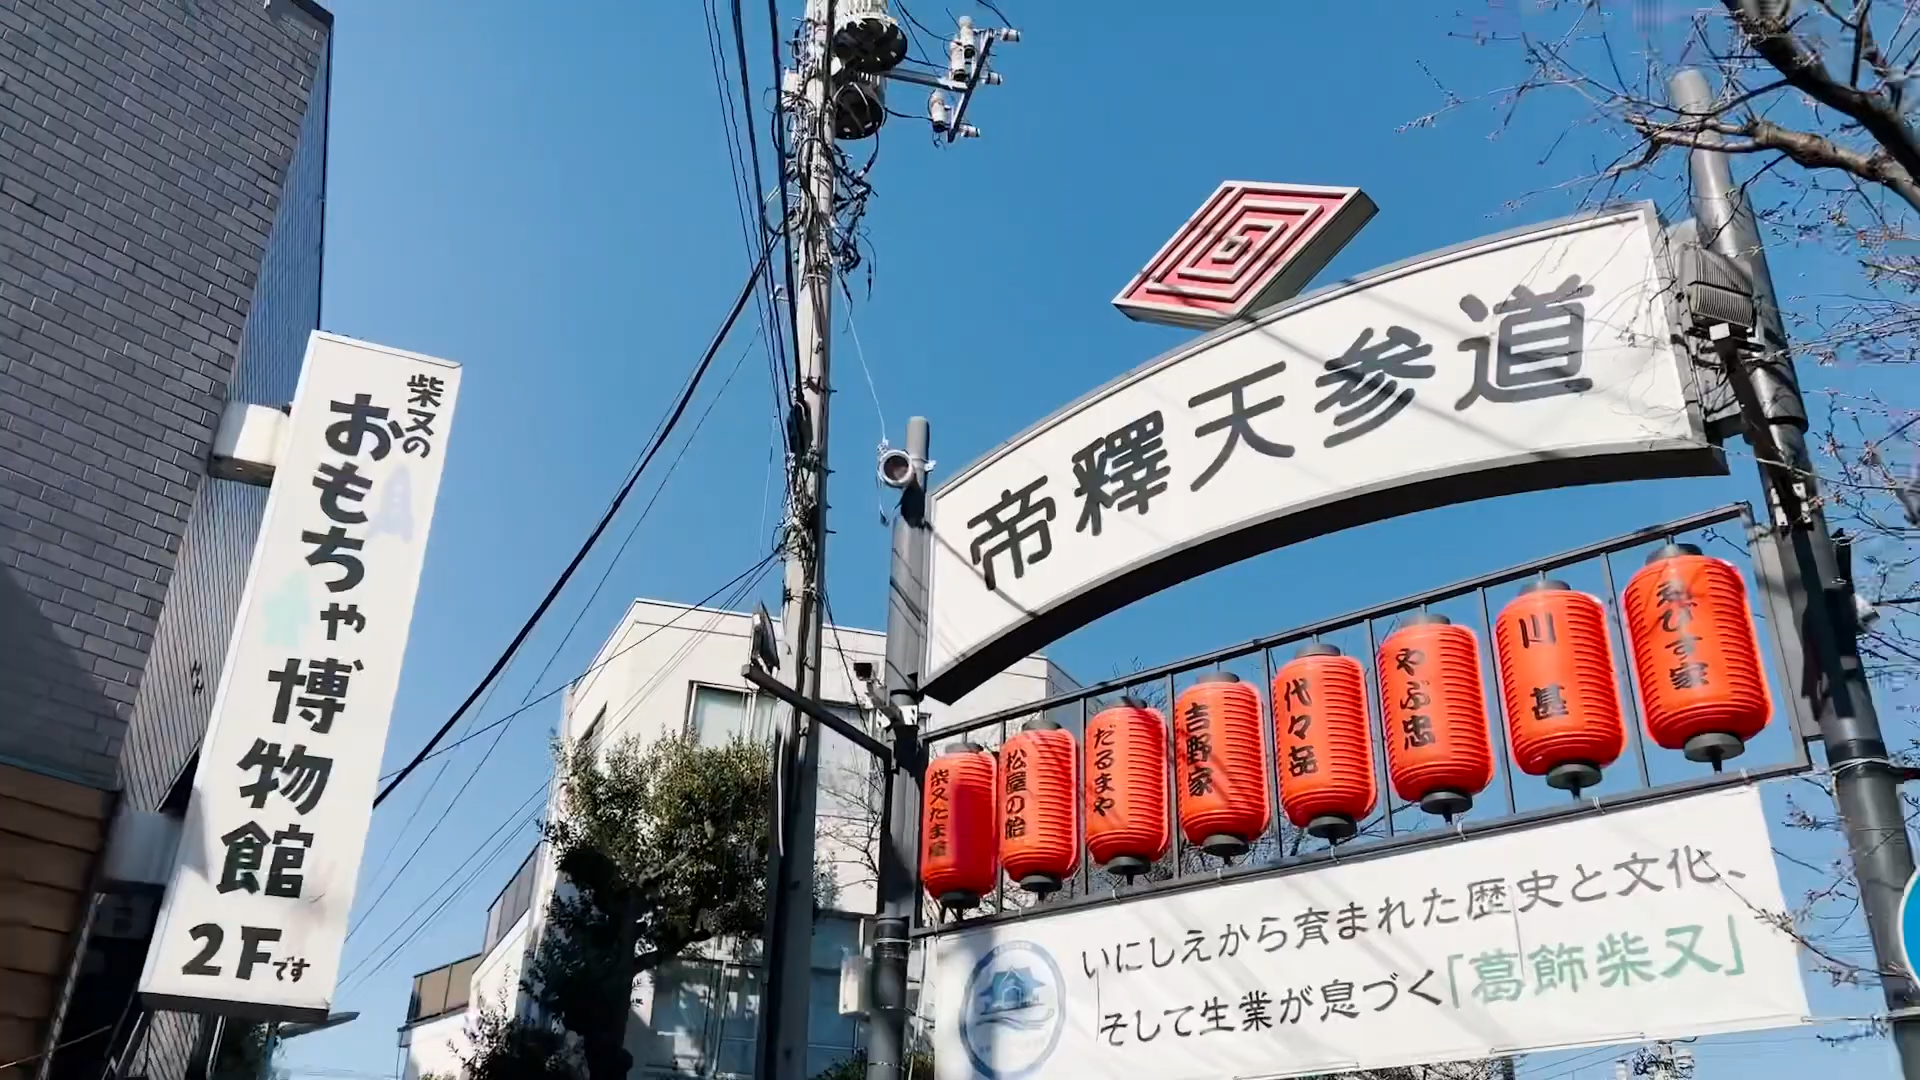 柴又の
おもちゃ博物館
2Fです
帝釋天参道
柴又たま屋
松屋の飴
だるまや
吉野家
代々品
やぶ忠
川甚
ゑびす家
いにしえから育まれた歴史と文化、
そして生業が息づく「葛飾柴又」